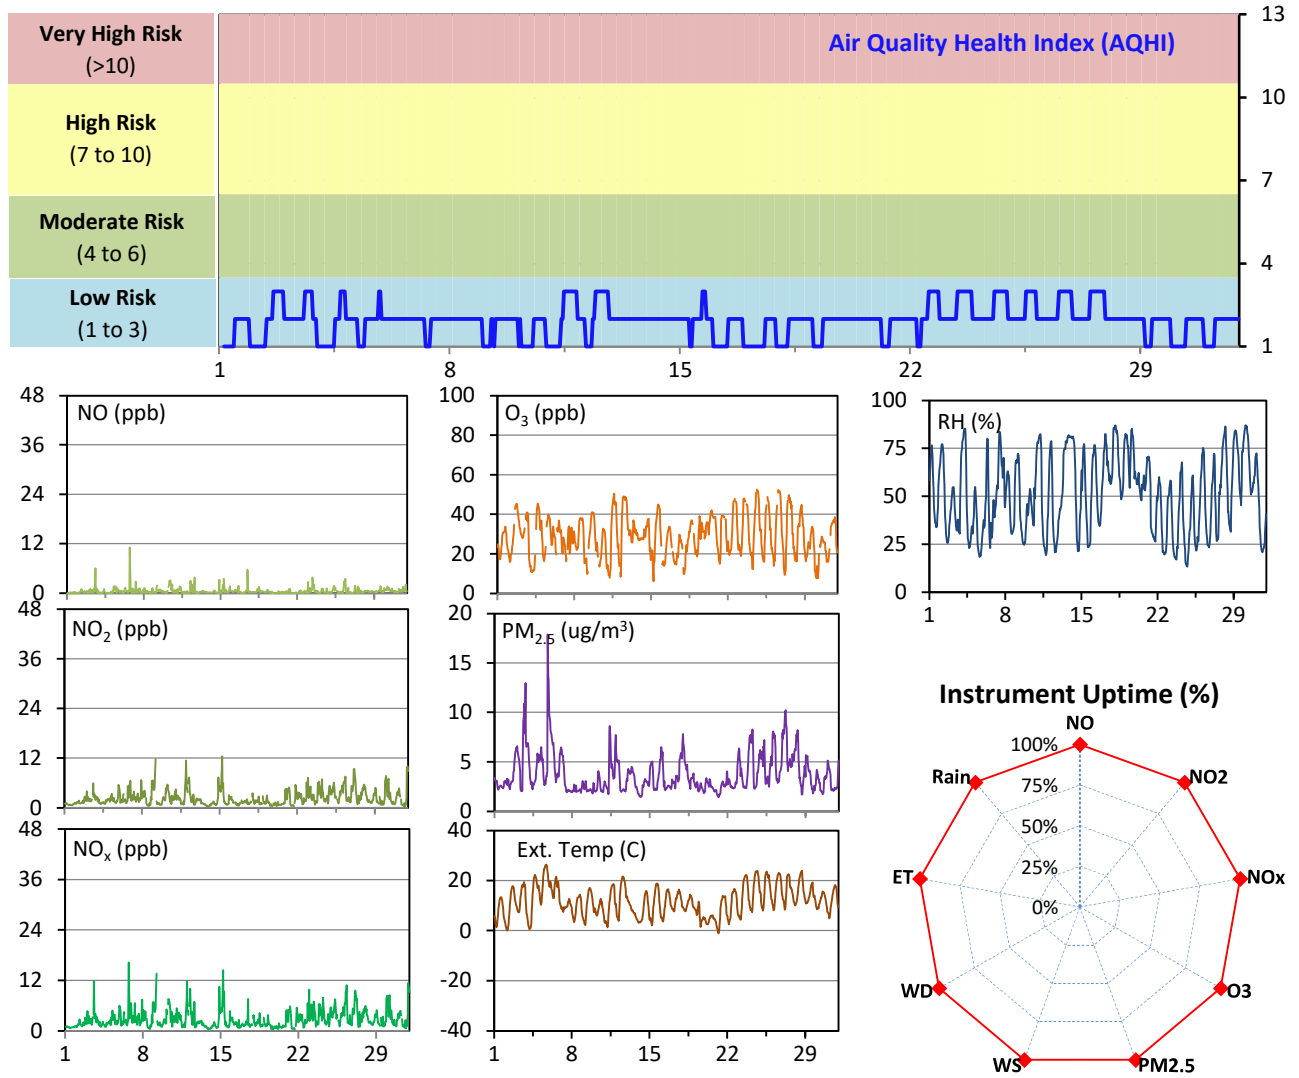 Very High Risk
(>10)
High Risk
(7 to 10)
Moderate Risk
(4 to 6)
Low Risk
(1 to 3)
Air Quality Health Index (AQHI)
13
10
7
4
1
1 8 15 22 29
NO (ppb)
48
36
24
12
0
O3 (ppb)
100
80
60
40
20
0
RH (%)
100
75
50
25
0
1 8 15 22 29
NO2 (ppb)
48
36
24
12
0
PM2.5 (ug/m³)
20
15
10
5
0
NOx (ppb)
48
36
24
12
0
1 8 15 22 29
Ext. Temp (C)
40
20
0
-20
-40
1 8 15 22 29
Instrument Uptime (%)
NO
NO2
NOx
O3
PM2.5
WS
WD
ET
Rain
100%
75%
50%
25%
0%